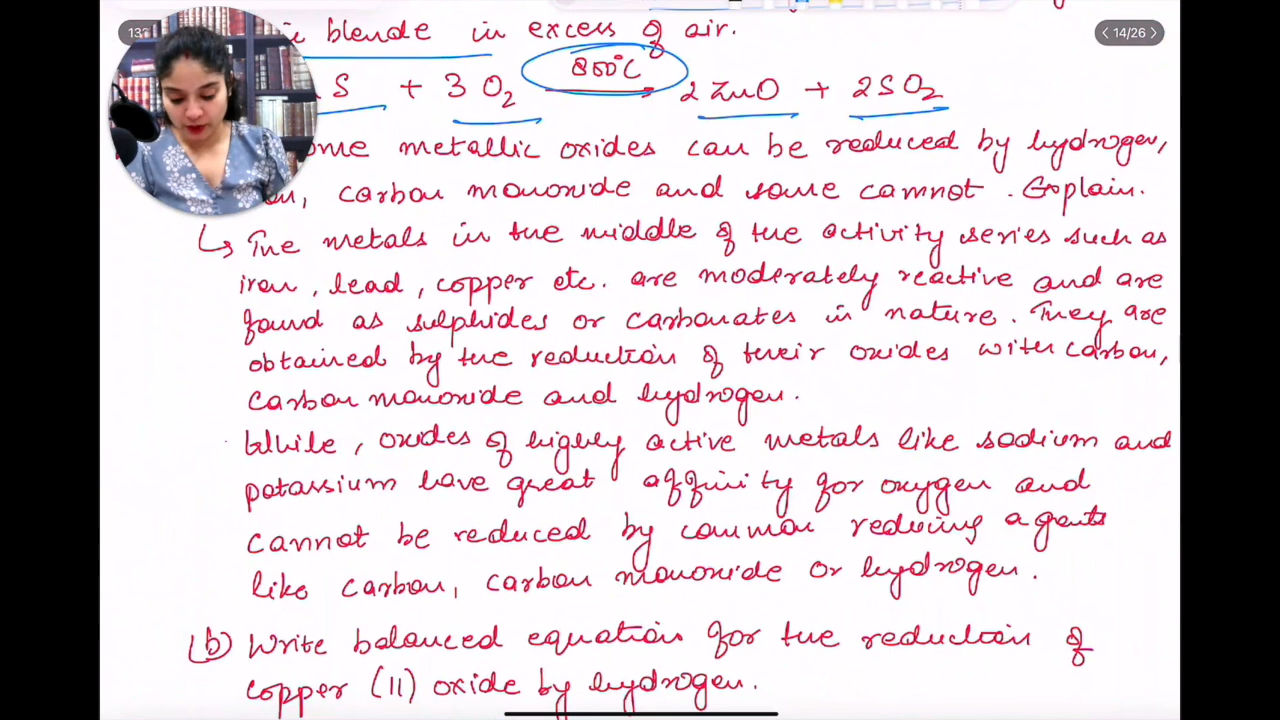 blende in excess of air.
S + 3O₂ 800°C 2ZnO + 2SO₂
ome metallic oxides can be reduced by hydrogen,
carbon monoxide and some cannot. Explain.
↳ The metals in the middle of the activity series such as
iron, lead, copper etc. are moderately reactive and are
found as sulphides or carbonates in nature. They are
obtained by the reduction of their oxides with carbon,
carbon monoxide and hydrogen.
While, oxides of highly active metals like sodium and
potassium have great affinity for oxygen and
cannot be reduced by common reducing agents
like carbon, carbon monoxide or hydrogen.
(b) Write balanced equation for the reduction of
copper (II) oxide by hydrogen.
< 14/26 >